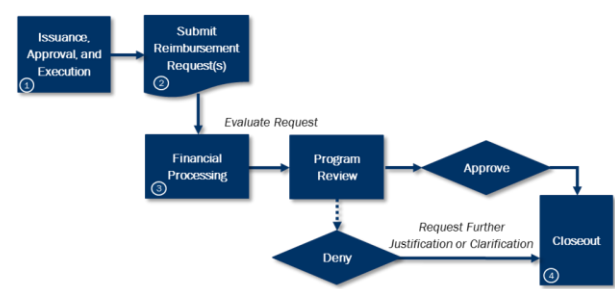 Issuance,
Approval, and
Execution
1
Submit
Reimbursement
Request(s)
2
Evaluate Request
Financial
Processing
3
Program
Review
Approve
Request Further
Justification or Clarification
Deny
Closeout
4